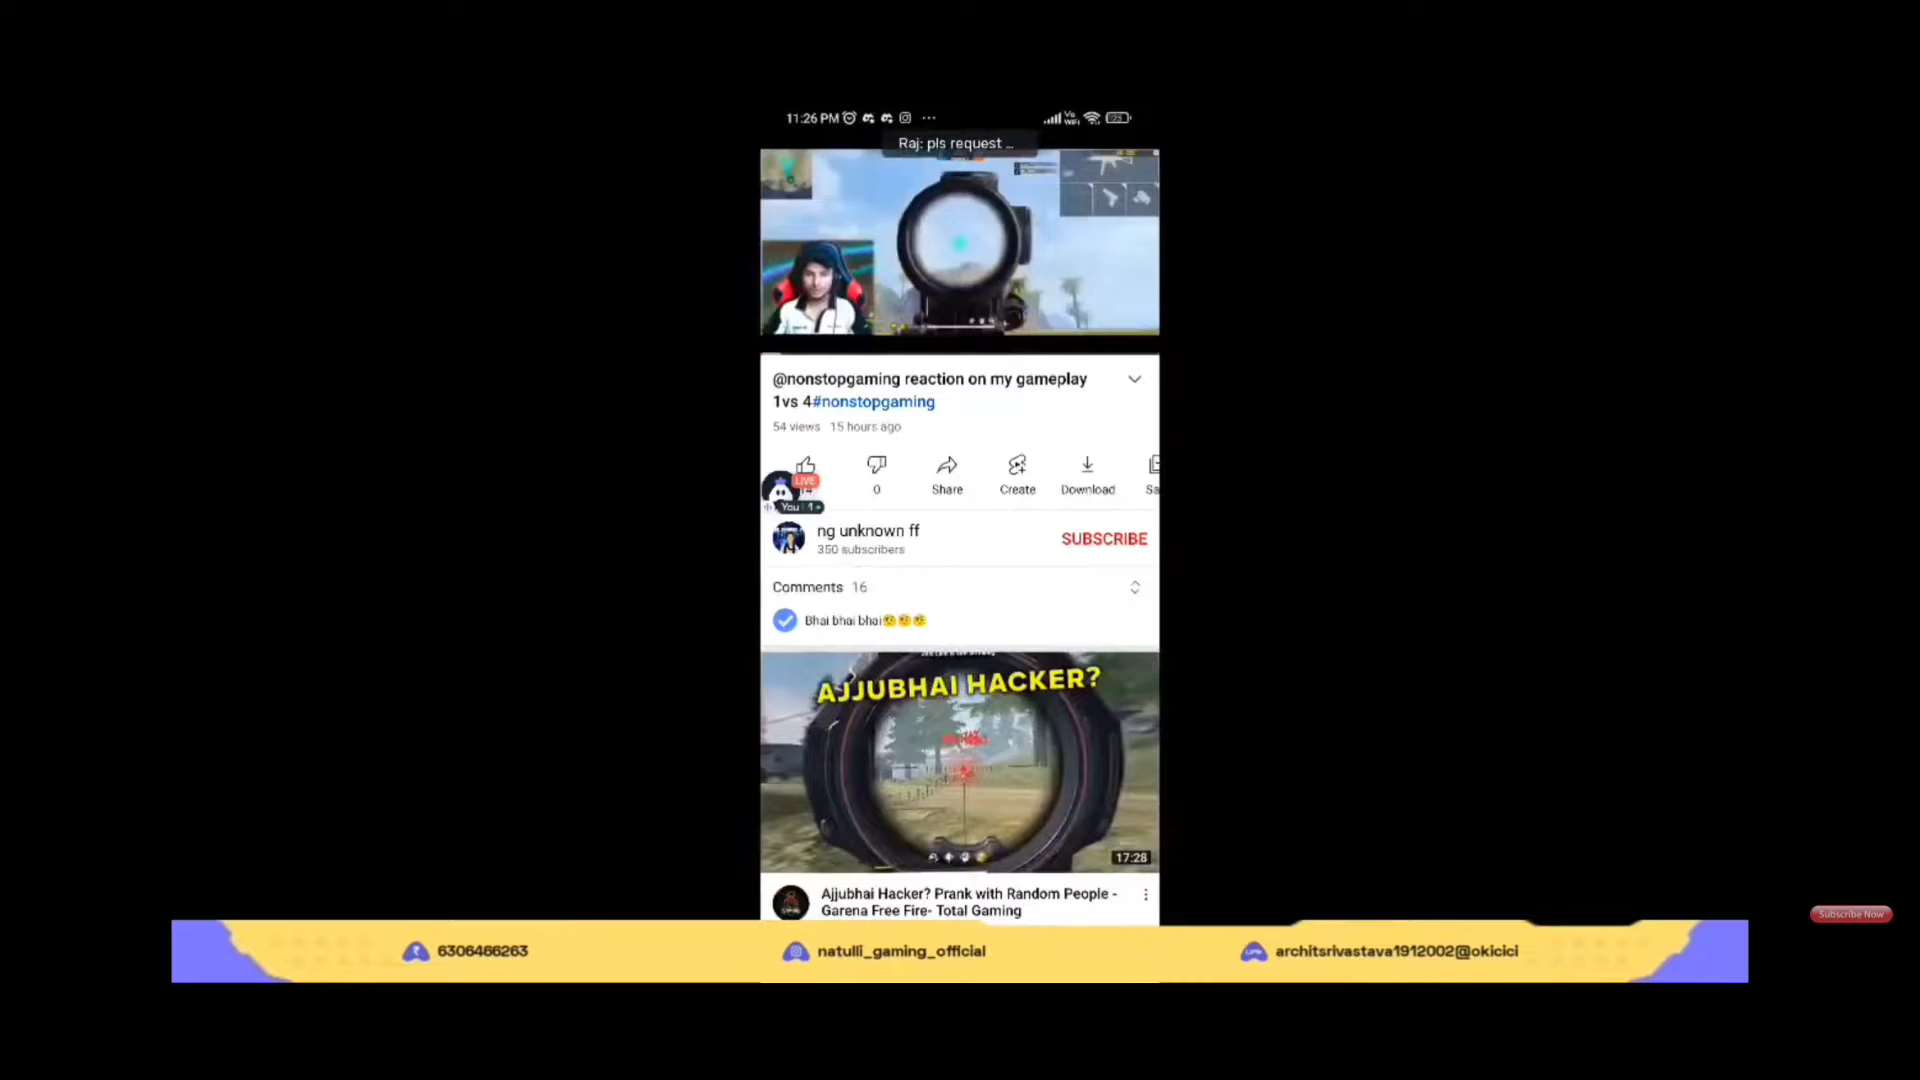 11:26 PM
Raj: pls request ...
@nonstopgaming reaction on my gameplay
1vs 4#nonstopgaming
54 views 15 hours ago
LIVE
0
Share
Create
Download
Sa
You
ng unknown ff
350 subscribers
SUBSCRIBE
Comments 16
Bhai bhai bhai🤕🤕🤕
AJJUBHAI HACKER?
17:28
Ajjubhai Hacker? Prank with Random People -
Garena Free Fire- Total Gaming
Subscribe Now
6306466263
natulli_gaming_official
architsrivastava1912002@okicici